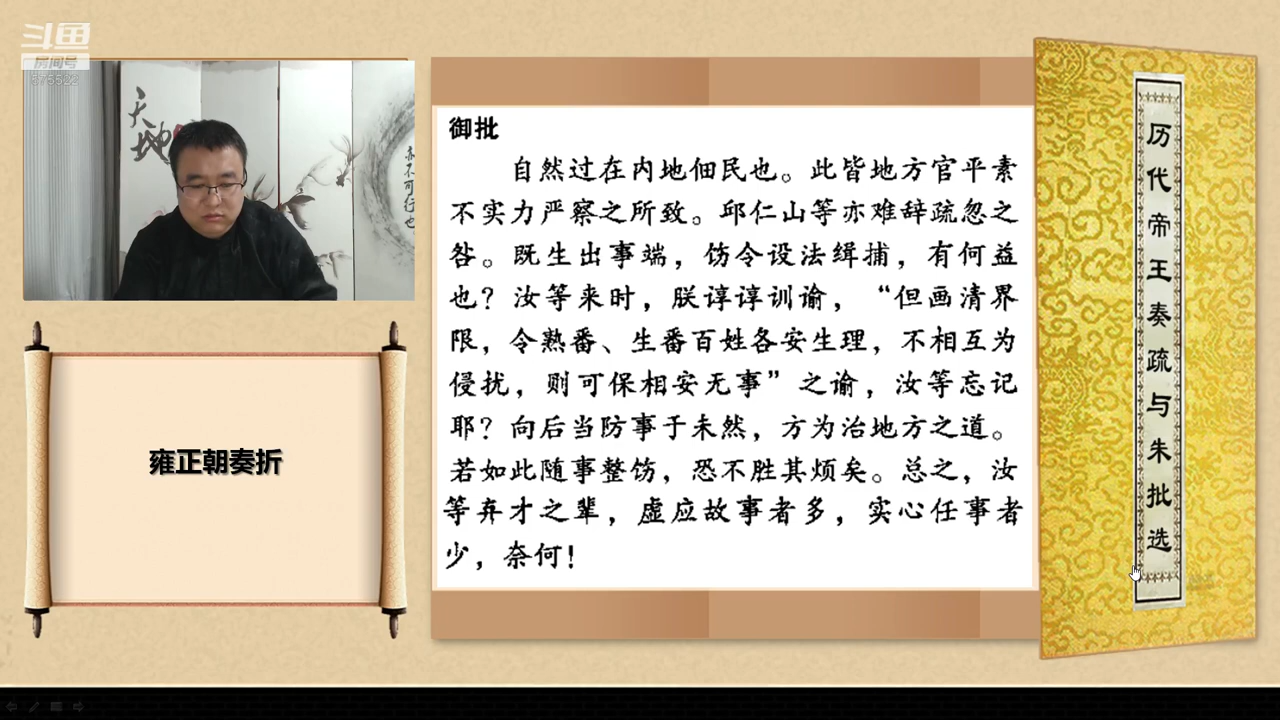 斗鱼
房间号
天地
亦不可行也
雍正朝奏折
御批
自然过在内地佃民也。此皆地方官平素
不实力严察之所致。邱仁山等亦难辞疏忽之
咎。既生出事端，饬令设法缉捕，有何益
也？汝等来时，朕谆谆训谕，“但画清界
限，令熟番、生番百姓各安生理，不相互为
侵扰，则可保相安无事”之谕，汝等忘记
耶？向后当防事于未然，方为治地方之道。
若如此随事整饬，恐不胜其烦矣。总之，汝
等弃才之辈，虚应故事者多，实心任事者
少，奈何！
历代帝王奏疏与朱批选